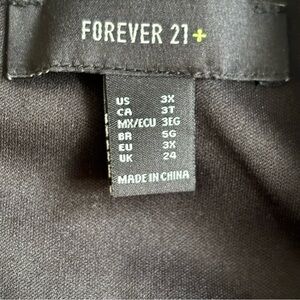 FOREVER 21+
US 3X
CA 3T
MX/ECU 3EG
BR 5G
EU 3X
UK 24
MADE IN CHINA